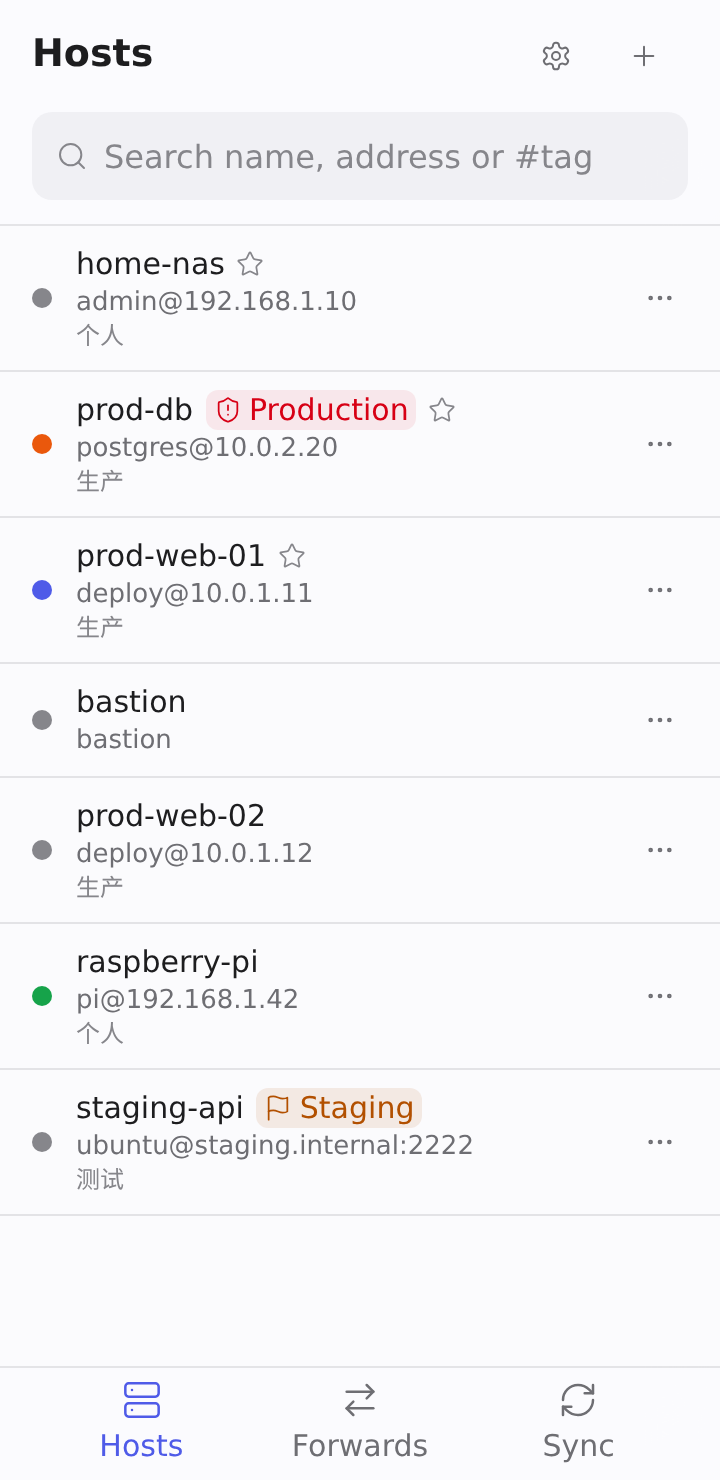 Hosts
Search name, address or #tag
home-nas
admin@192.168.1.10
个人
prod-db Production
postgres@10.0.2.20
生产
prod-web-01
deploy@10.0.1.11
生产
bastion
bastion
prod-web-02
deploy@10.0.1.12
生产
raspberry-pi
pi@192.168.1.42
个人
staging-api Staging
ubuntu@staging.internal:2222
测试
Hosts Forwards Sync